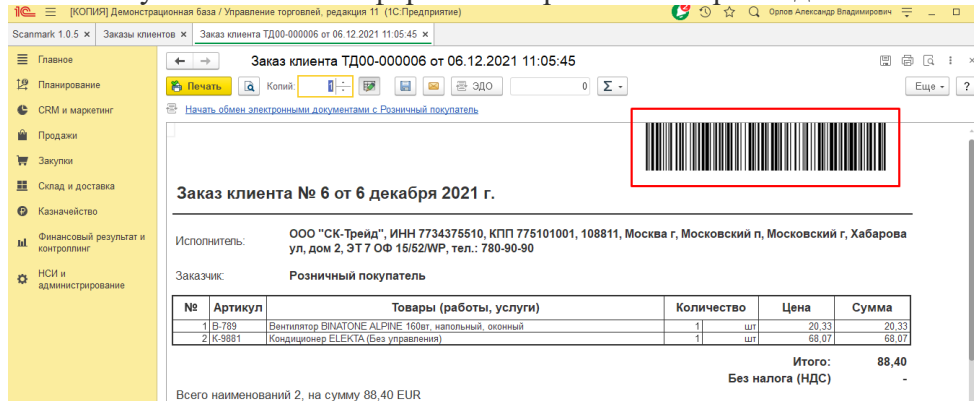 [КОПИЯ] Демонстрационная база / Управление торговлей, редакция 11 (1С:Предприятие)
Орлов Александр Владимирович
Scanmark 1.0.5 × Заказы клиентов × Заказ клиента ТД00-000006 от 06.12.2021 11:05:45 ×
Главное
Планирование
CRM и маркетинг
Продажи
Закупки
Склад и доставка
Казначейство
Финансовый результат и
контроллинг
НСИ и
администрирование
Заказ клиента ТД00-000006 от 06.12.2021 11:05:45
Печать Копий: 1 ЭДО 0 Σ Еще ?
Начать обмен электронными документами с Розничный покупатель
Заказ клиента № 6 от 6 декабря 2021 г.
Исполнитель: ООО "СК-Трейд", ИНН 7734375510, КПП 775101001, 108811, Москва г, Московский п, Московский г, Хабарова
ул, дом 2, ЭТ 7 ОФ 15/52/WP, тел.: 780-90-90
Заказчик: Розничный покупатель
№ Артикул Товары (работы, услуги) Количество Цена Сумма
1 В-789 Вентилятор BINATONE ALPINE 160вт, напольный, оконный 1 шт 20,33 20,33
2 К-9881 Кондиционер ELEKTA (Без управления) 1 шт 68,07 68,07
Итого: 88,40
Без налога (НДС) -
Всего наименований 2, на сумму 88,40 EUR